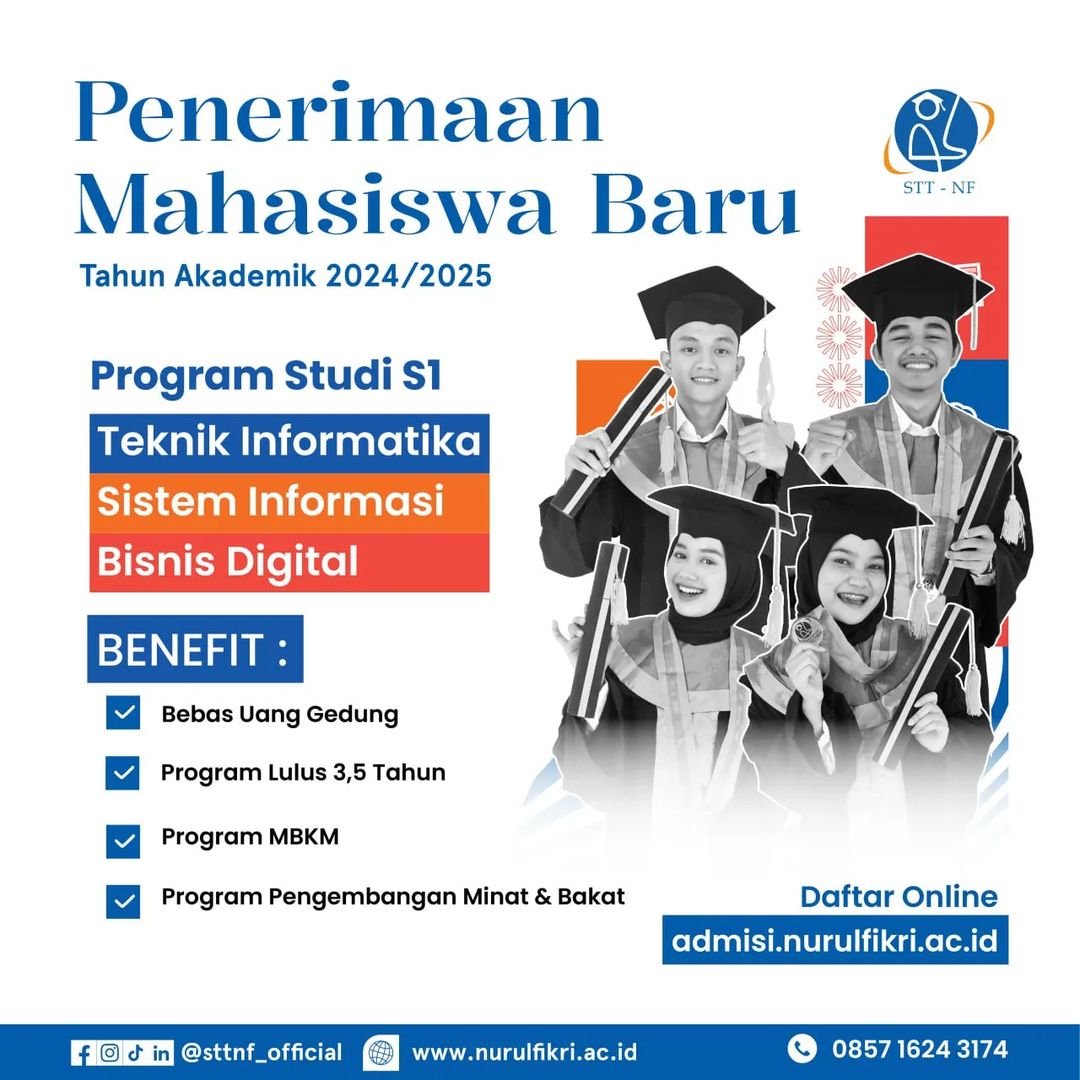 Penerimaan
Mahasiswa Baru
Tahun Akademik 2024/2025
STT - NF
Program Studi S1
Teknik Informatika
Sistem Informasi
Bisnis Digital
BENEFIT :
Bebas Uang Gedung
Program Lulus 3,5 Tahun
Program MBKM
Program Pengembangan Minat & Bakat
Daftar Online
admisi.nurulfikri.ac.id
@sttnf_official
www.nurulfikri.ac.id
0857 1624 3174